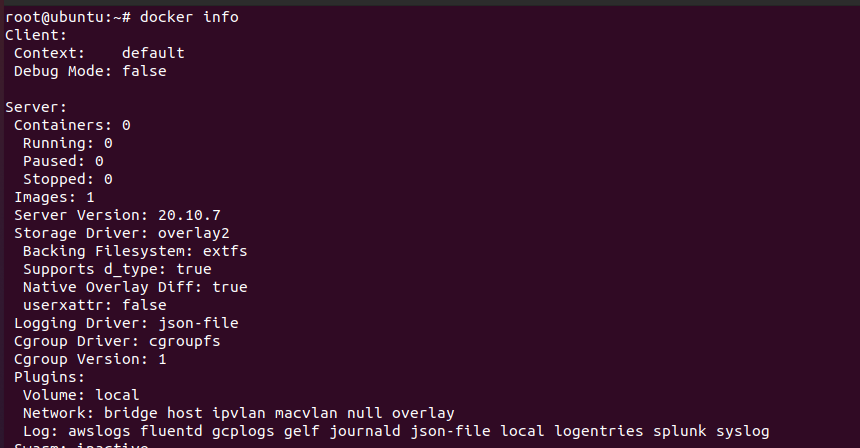 root@ubuntu:~# docker info
Client:
 Context:    default
 Debug Mode: false

Server:
 Containers: 0
  Running: 0
  Paused: 0
  Stopped: 0
 Images: 1
 Server Version: 20.10.7
 Storage Driver: overlay2
  Backing Filesystem: extfs
  Supports d_type: true
  Native Overlay Diff: true
  userxattr: false
 Logging Driver: json-file
 Cgroup Driver: cgroupfs
 Cgroup Version: 1
 Plugins:
  Volume: local
  Network: bridge host ipvlan macvlan null overlay
  Log: awslogs fluentd gcplogs gelf journald json-file local logentries splunk syslog
 Swarm: inactive